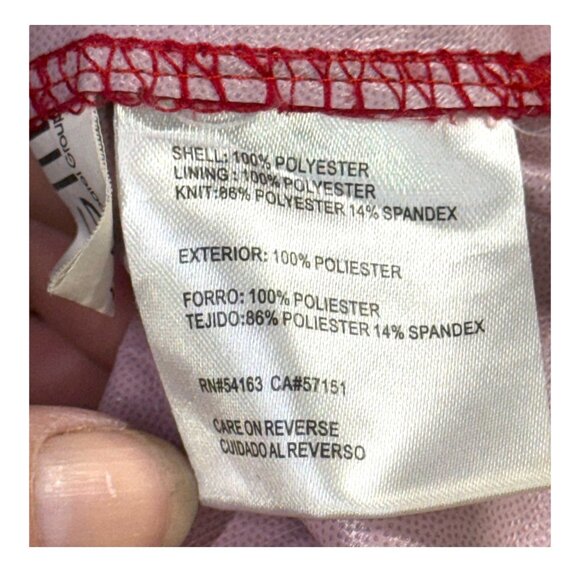 SHELL: 100% POLYESTER
LINING: 100% POLYESTER
KNIT:86% POLYESTER 14% SPANDEX
EXTERIOR: 100% POLIESTER
FORRO: 100% POLIESTER
TEJIDO:86% POLIESTER 14% SPANDEX
RN#54163 CA#57151
CARE ON REVERSE
CUIDADO AL REVERSO
Group